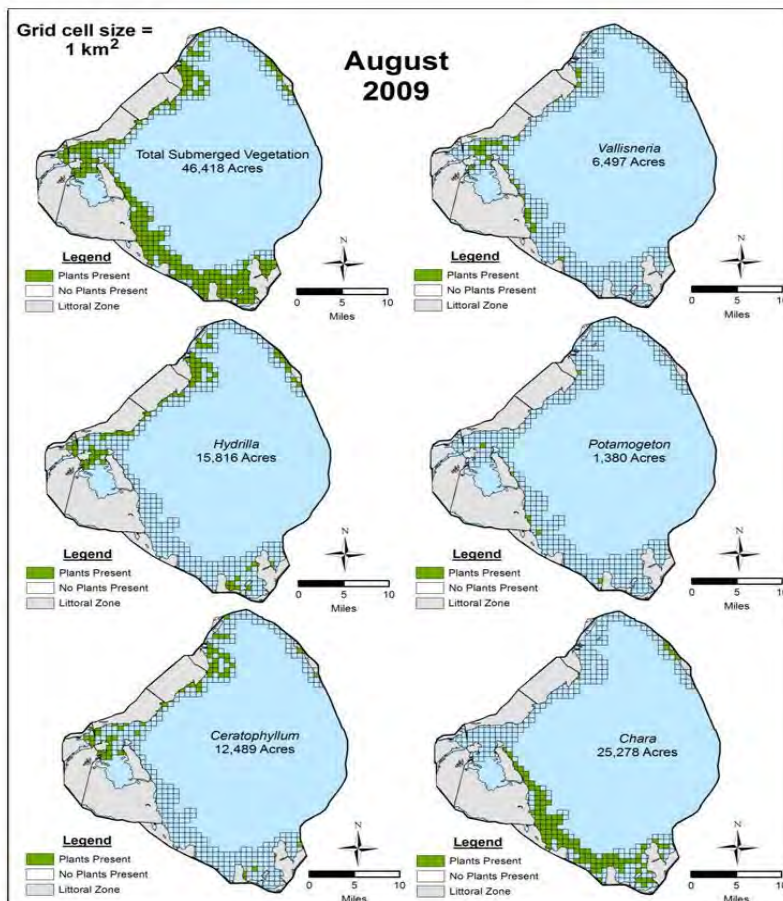 Grid cell size =
1 km²
August
2009
Total Submerged Vegetation
46,418 Acres
Legend
Plants Present
No Plants Present
Littoral Zone
N
0 5 10
Miles
Vallisneria
6,497 Acres
Legend
Plants Present
No Plants Present
Littoral Zone
N
0 5 10
Miles
Hydrilla
15,816 Acres
Legend
Plants Present
No Plants Present
Littoral Zone
N
0 5 10
Miles
Potamogeton
1,380 Acres
Legend
Plants Present
No Plants Present
Littoral Zone
N
0 5 10
Miles
Ceratophyllum
12,489 Acres
Legend
Plants Present
No Plants Present
Littoral Zone
N
0 5 10
Miles
Chara
25,278 Acres
Legend
Plants Present
No Plants Present
Littoral Zone
N
0 5 10
Miles